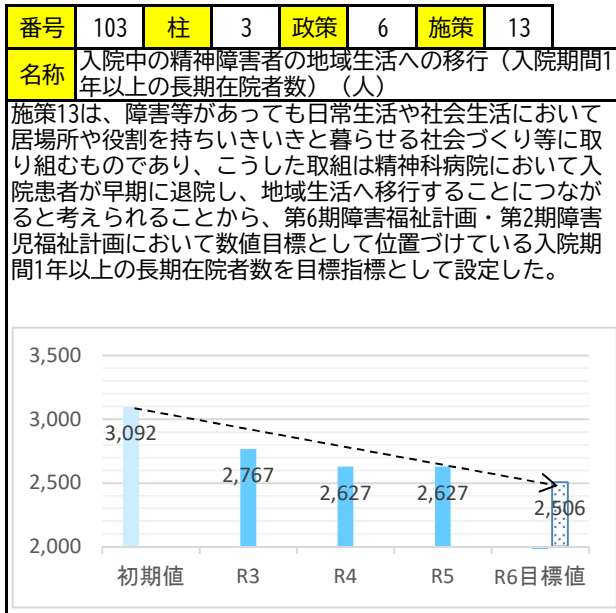 番号 103 柱 3 政策 6 施策 13
名称 入院中の精神障害者の地域生活への移行（入院期間1
年以上の長期在院者数）（人）
施策13は、障害等があっても日常生活や社会生活において
居場所や役割を持ちいきいきと暮らせる社会づくり等に取
り組むものであり、こうした取組は精神科病院において入
院患者が早期に退院し、地域生活へ移行することにつなが
ると考えられることから、第6期障害福祉計画・第2期障害
児福祉計画において数値目標として位置づけている入院期
間1年以上の長期在院者数を目標指標として設定した。
3,500
3,000
3,092
2,767
2,500
2,627
2,627
2,506
2,000
初期値 R3 R4 R5 R6目標値